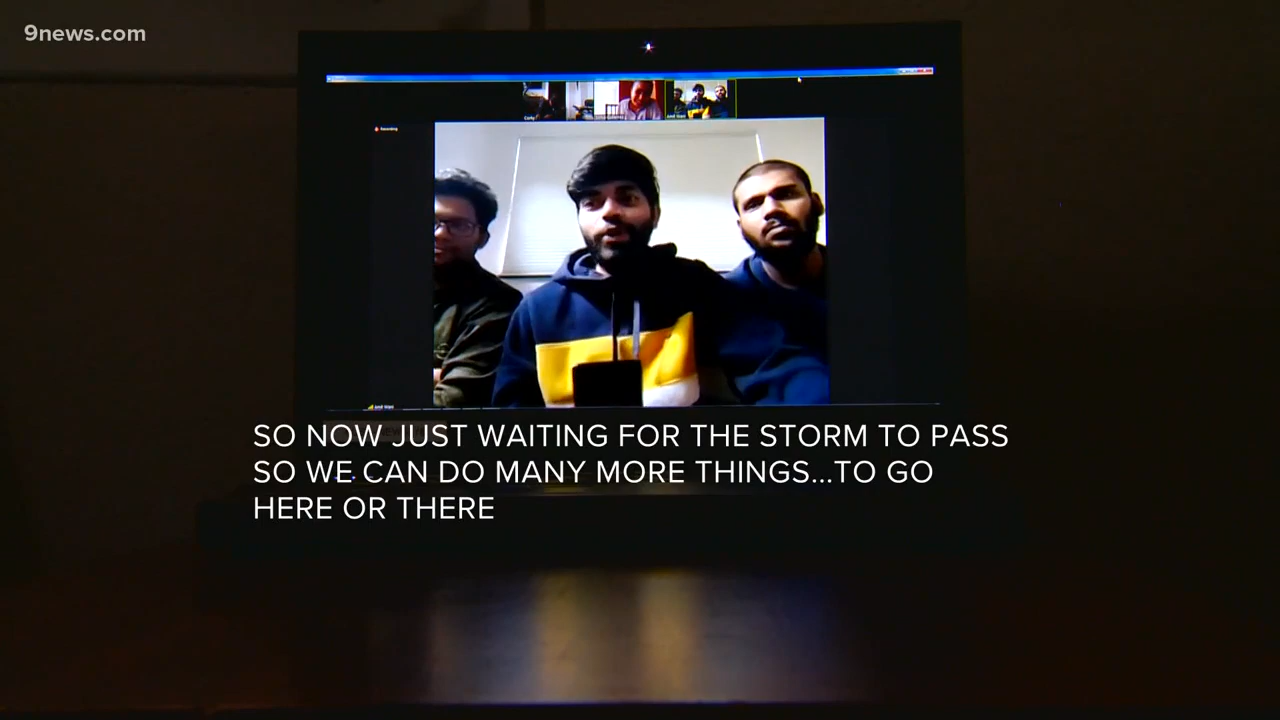 9news.com
Recording
SO NOW JUST WAITING FOR THE STORM TO PASS
SO WE CAN DO MANY MORE THINGS...TO GO
HERE OR THERE